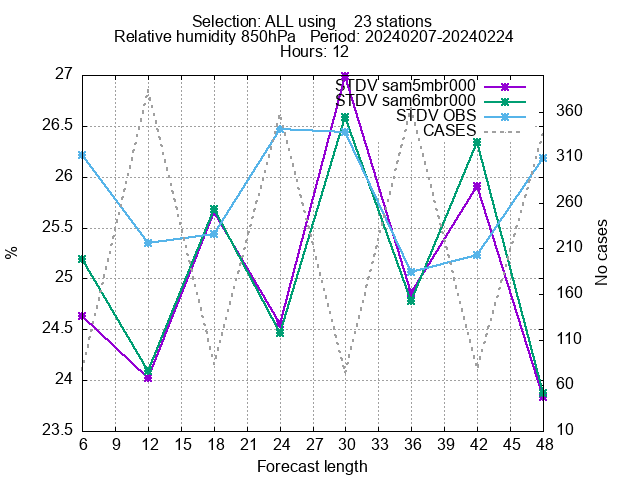 Selection: ALL using    23 stations
Relative humidity 850hPa   Period: 20240207-20240224
Hours: 12
STDV sam5mbr000
STDV sam6mbr000
STDV OBS
CASES
27
26.5
26
25.5
25
24.5
24
23.5
%
360
310
260
210
160
110
60
10
No cases
6 9 12 15 18 21 24 27 30 33 36 39 42 45 48
Forecast length